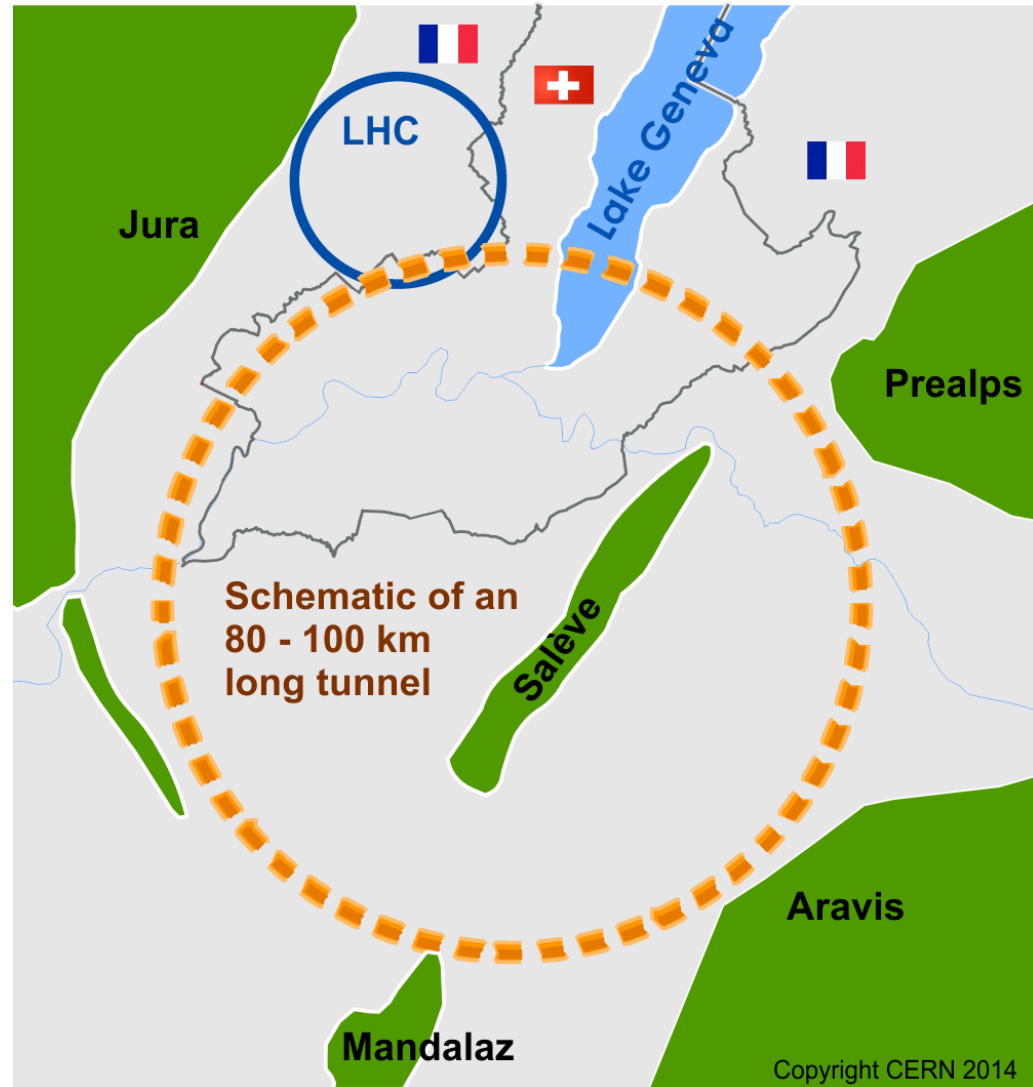 LHC
Lake Geneva
Jura
Prealps
Schematic of an
80 - 100 km
long tunnel
Salève
Aravis
Mandalaz
Copyright CERN 2014